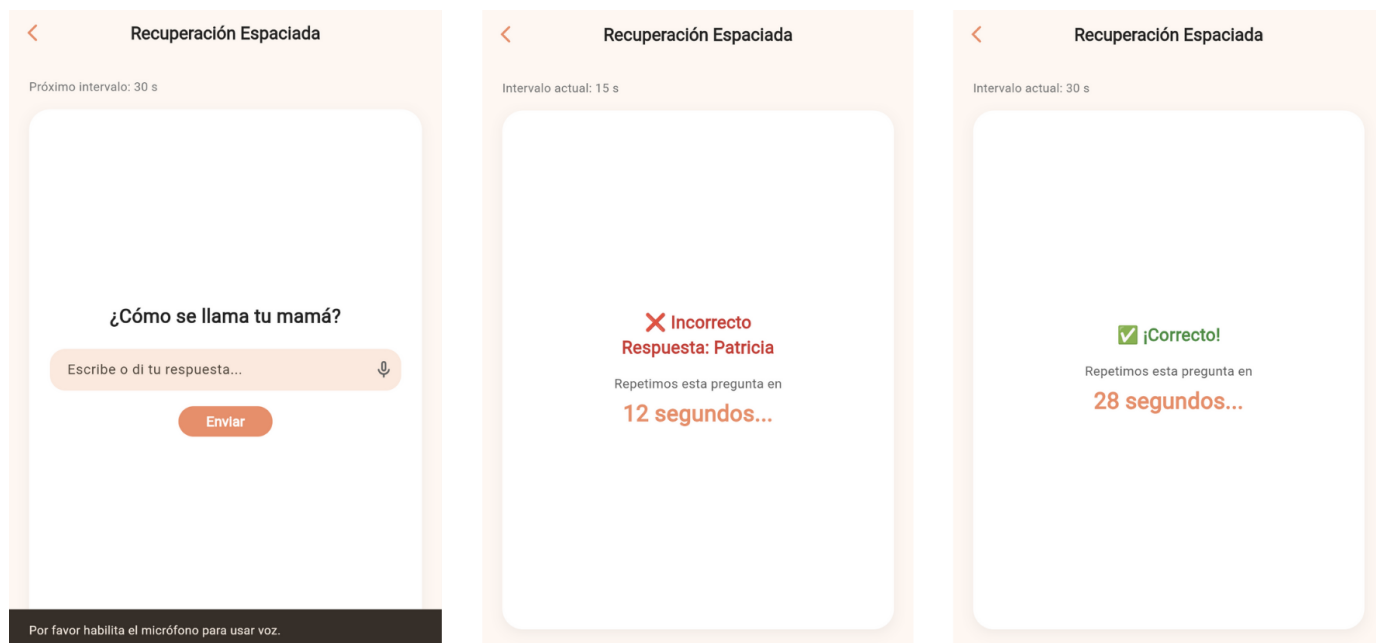 Recuperación Espaciada
Próximo intervalo: 30 s
¿Cómo se llama tu mamá?
Escribe o di tu respuesta...
Enviar
Por favor habilita el micrófono para usar voz.
Recuperación Espaciada
Intervalo actual: 15 s
❌ Incorrecto
Respuesta: Patricia
Repetimos esta pregunta en
12 segundos...
Recuperación Espaciada
Intervalo actual: 30 s
✅ ¡Correcto!
Repetimos esta pregunta en
28 segundos...